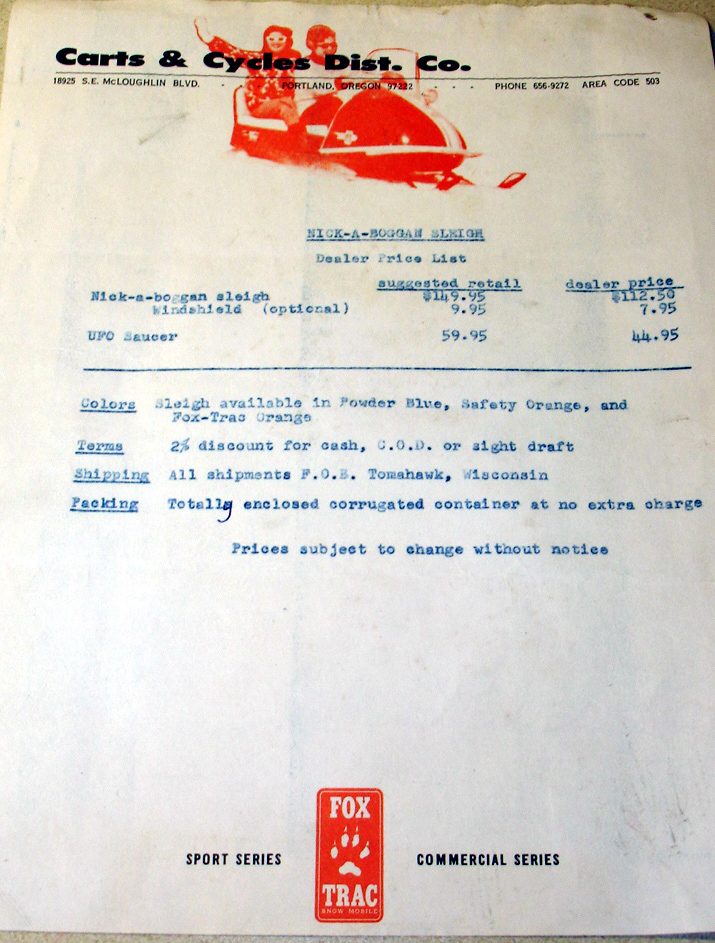 Carts & Cycles Dist. Co.
18925 S.E. McLOUGHLIN BLVD. - - PORTLAND, OREGON 97222 - - - PHONE 656-9272 AREA CODE 503
NICK-A-BOGGAN SLEIGH
Dealer Price List
suggested retail dealer price
Nick-a-boggan sleigh $149.95 $112.50
Windshield (optional) 9.95 7.95
UFO Saucer 59.95 44.95
Colors Sleigh available in Powder Blue, Safety Orange, and
Fox-Trac Orange
Terms 2% discount for cash, C.O.D. or sight draft
Shipping All shipments F.O.B. Tomahawk, Wisconsin
Packing Totally enclosed corrugated container at no extra charge
Prices subject to change without notice
FOX
SPORT SERIES COMMERCIAL SERIES
TRAC
SNOW MOBILE